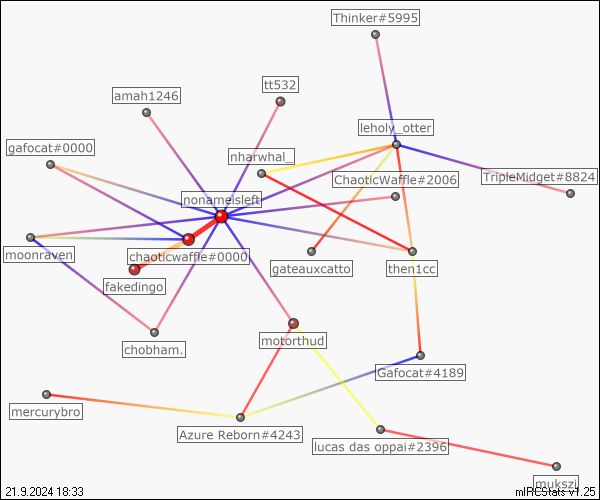 Thinker#5995
tt532
amah1246
leholy_otter
gafocat#0000
nharwhal_
TripleMidget#8824
ChaoticWaffle#2006
nonameisleft
moonraven
chaoticwaffle#0000
gateauxcatto
then1cc
fakedingo
chobham.
motorthud
Gafocat#4189
mercurybro
Azure Reborn#4243
lucas das oppai#2396
mukszi
21.9.2024 18:33
mIRCStats v1.25